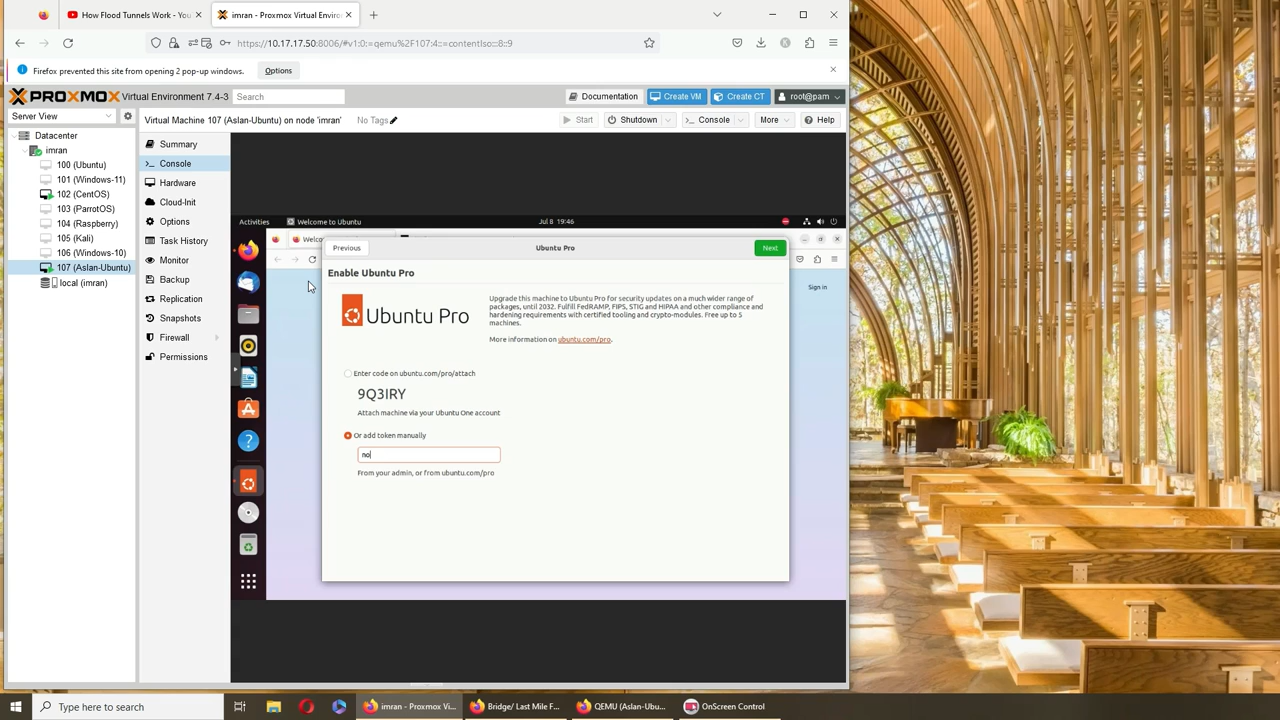 How Flood Tunnels Work - You
imran - Proxmox Virtual Enviro
https://10.17.17.50:8006/#v1:0:=qemu%2F107:4::=contentIso:::8::9
Firefox prevented this site from opening 2 pop-up windows.
Options
PROXMOX Virtual Environment 7.4-3
Search
Documentation
Create VM
Create CT
root@pam
Server View
Virtual Machine 107 (Aslan-Ubuntu) on node 'imran'
No Tags
Start
Shutdown
Console
More
Help
Datacenter
imran
100 (Ubuntu)
101 (Windows-11)
102 (CentOS)
103 (ParrotOS)
104 (Raspberry)
105 (Kali)
106 (Windows-10)
107 (Aslan-Ubuntu)
local (imran)
Summary
Console
Hardware
Cloud-Init
Options
Task History
Monitor
Backup
Replication
Snapshots
Firewall
Permissions
Activities
Welcome to Ubuntu
Jul 8 19:46
Welc
Previous
Ubuntu Pro
Next
Sign in
Enable Ubuntu Pro
Ubuntu Pro
Upgrade this machine to Ubuntu Pro for security updates on a much wider range of
packages, until 2032. Fulfill FedRAMP, FIPS, STIG and HIPAA and other compliance and
hardening requirements with certified tooling and crypto-modules. Free up to 5
machines.
More information on ubuntu.com/pro.
Enter code on ubuntu.com/pro/attach
9Q3IRY
Attach machine via your Ubuntu One account
Or add token manually
no
From your admin, or from ubuntu.com/pro
Type here to search
imran - Proxmox Vi...
Bridge/ Last Mile F...
QEMU (Aslan-Ubu...
OnScreen Control